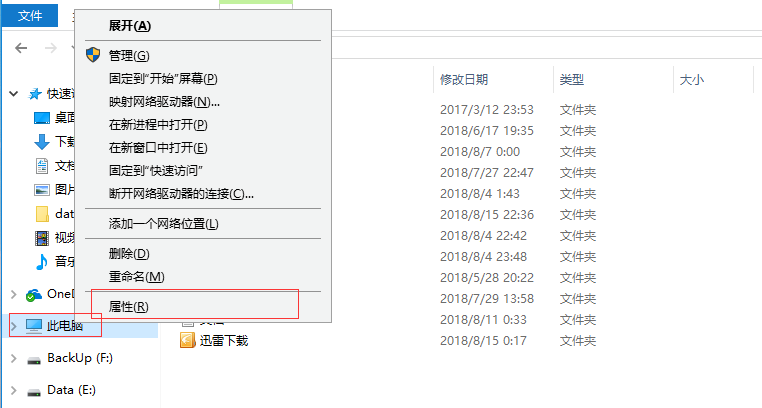 文件
展开(A)
管理(G)
固定到"开始"屏幕(P)
映射网络驱动器(N)...
在新进程中打开(P)
在新窗口中打开(E)
固定到"快速访问"
断开网络驱动器的连接(C)...
添加一个网络位置(L)
删除(D)
重命名(M)
属性(R)
快速访
桌面
下载
文档
图片
dat
视频
音乐
OneD
此电脑
BackUp (F:)
Data (E:)
修改日期 类型 大小
2017/3/12 23:53 文件夹
2018/6/17 19:35 文件夹
2018/8/7 0:00 文件夹
2018/7/27 22:47 文件夹
2018/8/4 1:43 文件夹
2018/8/15 22:36 文件夹
2018/8/4 22:42 文件夹
2018/8/4 23:48 文件夹
2018/5/28 20:22 文件夹
2018/7/29 13:58 文件夹
2018/8/11 0:33 文件夹
迅雷下载 2018/8/15 0:17 文件夹